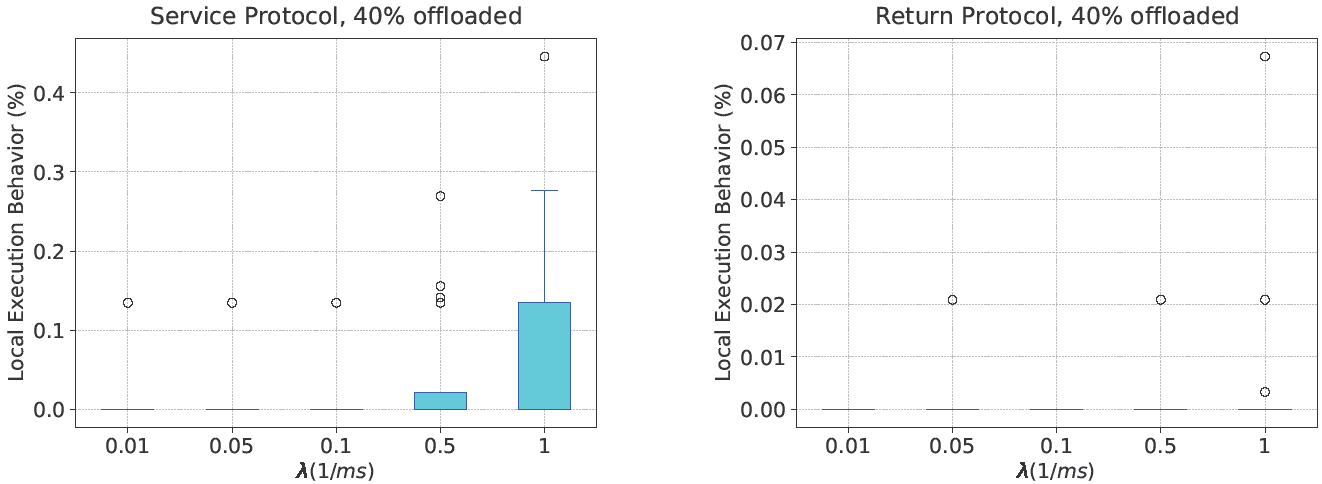 Service Protocol, 40% offloaded
Local Execution Behavior (%)
0.4
0.3
0.2
0.1
0.0
0.01 0.05 0.1 0.5 1
λ(1/ms)
Return Protocol, 40% offloaded
Local Execution Behavior (%)
0.07
0.06
0.05
0.04
0.03
0.02
0.01
0.00
0.01 0.05 0.1 0.5 1
λ(1/ms)